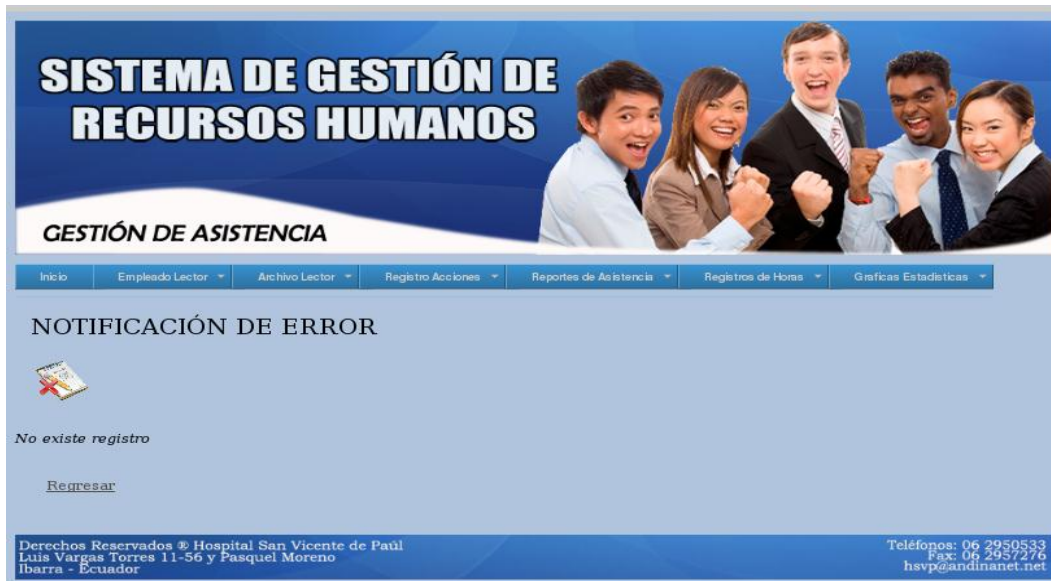 SISTEMA DE GESTIÓN DE
RECURSOS HUMANOS
GESTIÓN DE ASISTENCIA
Inicio Empleado Lector Archivo Lector Registro Acciones Reportes de Asistencia Registros de Horas Graficas Estadisticas
NOTIFICACIÓN DE ERROR
No existe registro
Regresar
Derechos Reservados ® Hospital San Vicente de Paúl
Luis Vargas Torres 11-56 y Pasquel Moreno
Ibarra - Ecuador
Teléfonos: 06 2950533
Fax: 06 2957276
hsvp@andinanet.net